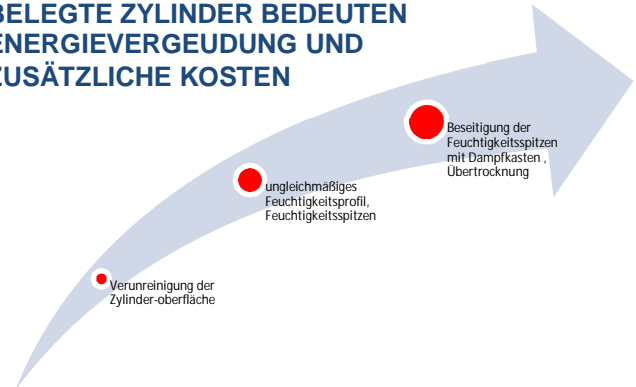 BELEGTE ZYLINDER BEDEUTEN
ENERGIEVERGEUDUNG UND
ZUSÄTZLICHE KOSTEN
Beseitigung der
Feuchtigkeitsspitzen
mit Dampfkasten ,
Übertrocknung
ungleichmäßiges
Feuchtigkeitsprofil,
Feuchtigkeitsspitzen
Verunreinigung der
Zylinder-oberfläche